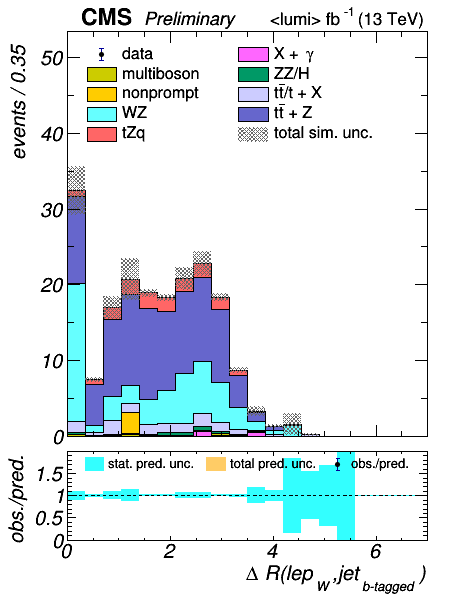 CMS Preliminary <lumi> fb⁻¹ (13 TeV)
events / 0.35
50
40
30
20
10
0
data
multiboson
nonprompt
WZ
tZq
X + γ
ZZ/H
tt̄/t + X
tt̄ + Z
total sim. unc.
obs./pred.
1.5
1
0.5
0
stat. pred. unc. total pred. unc. obs./pred.
0 2 4 6
Δ R(lep_W, jet_b-tagged)